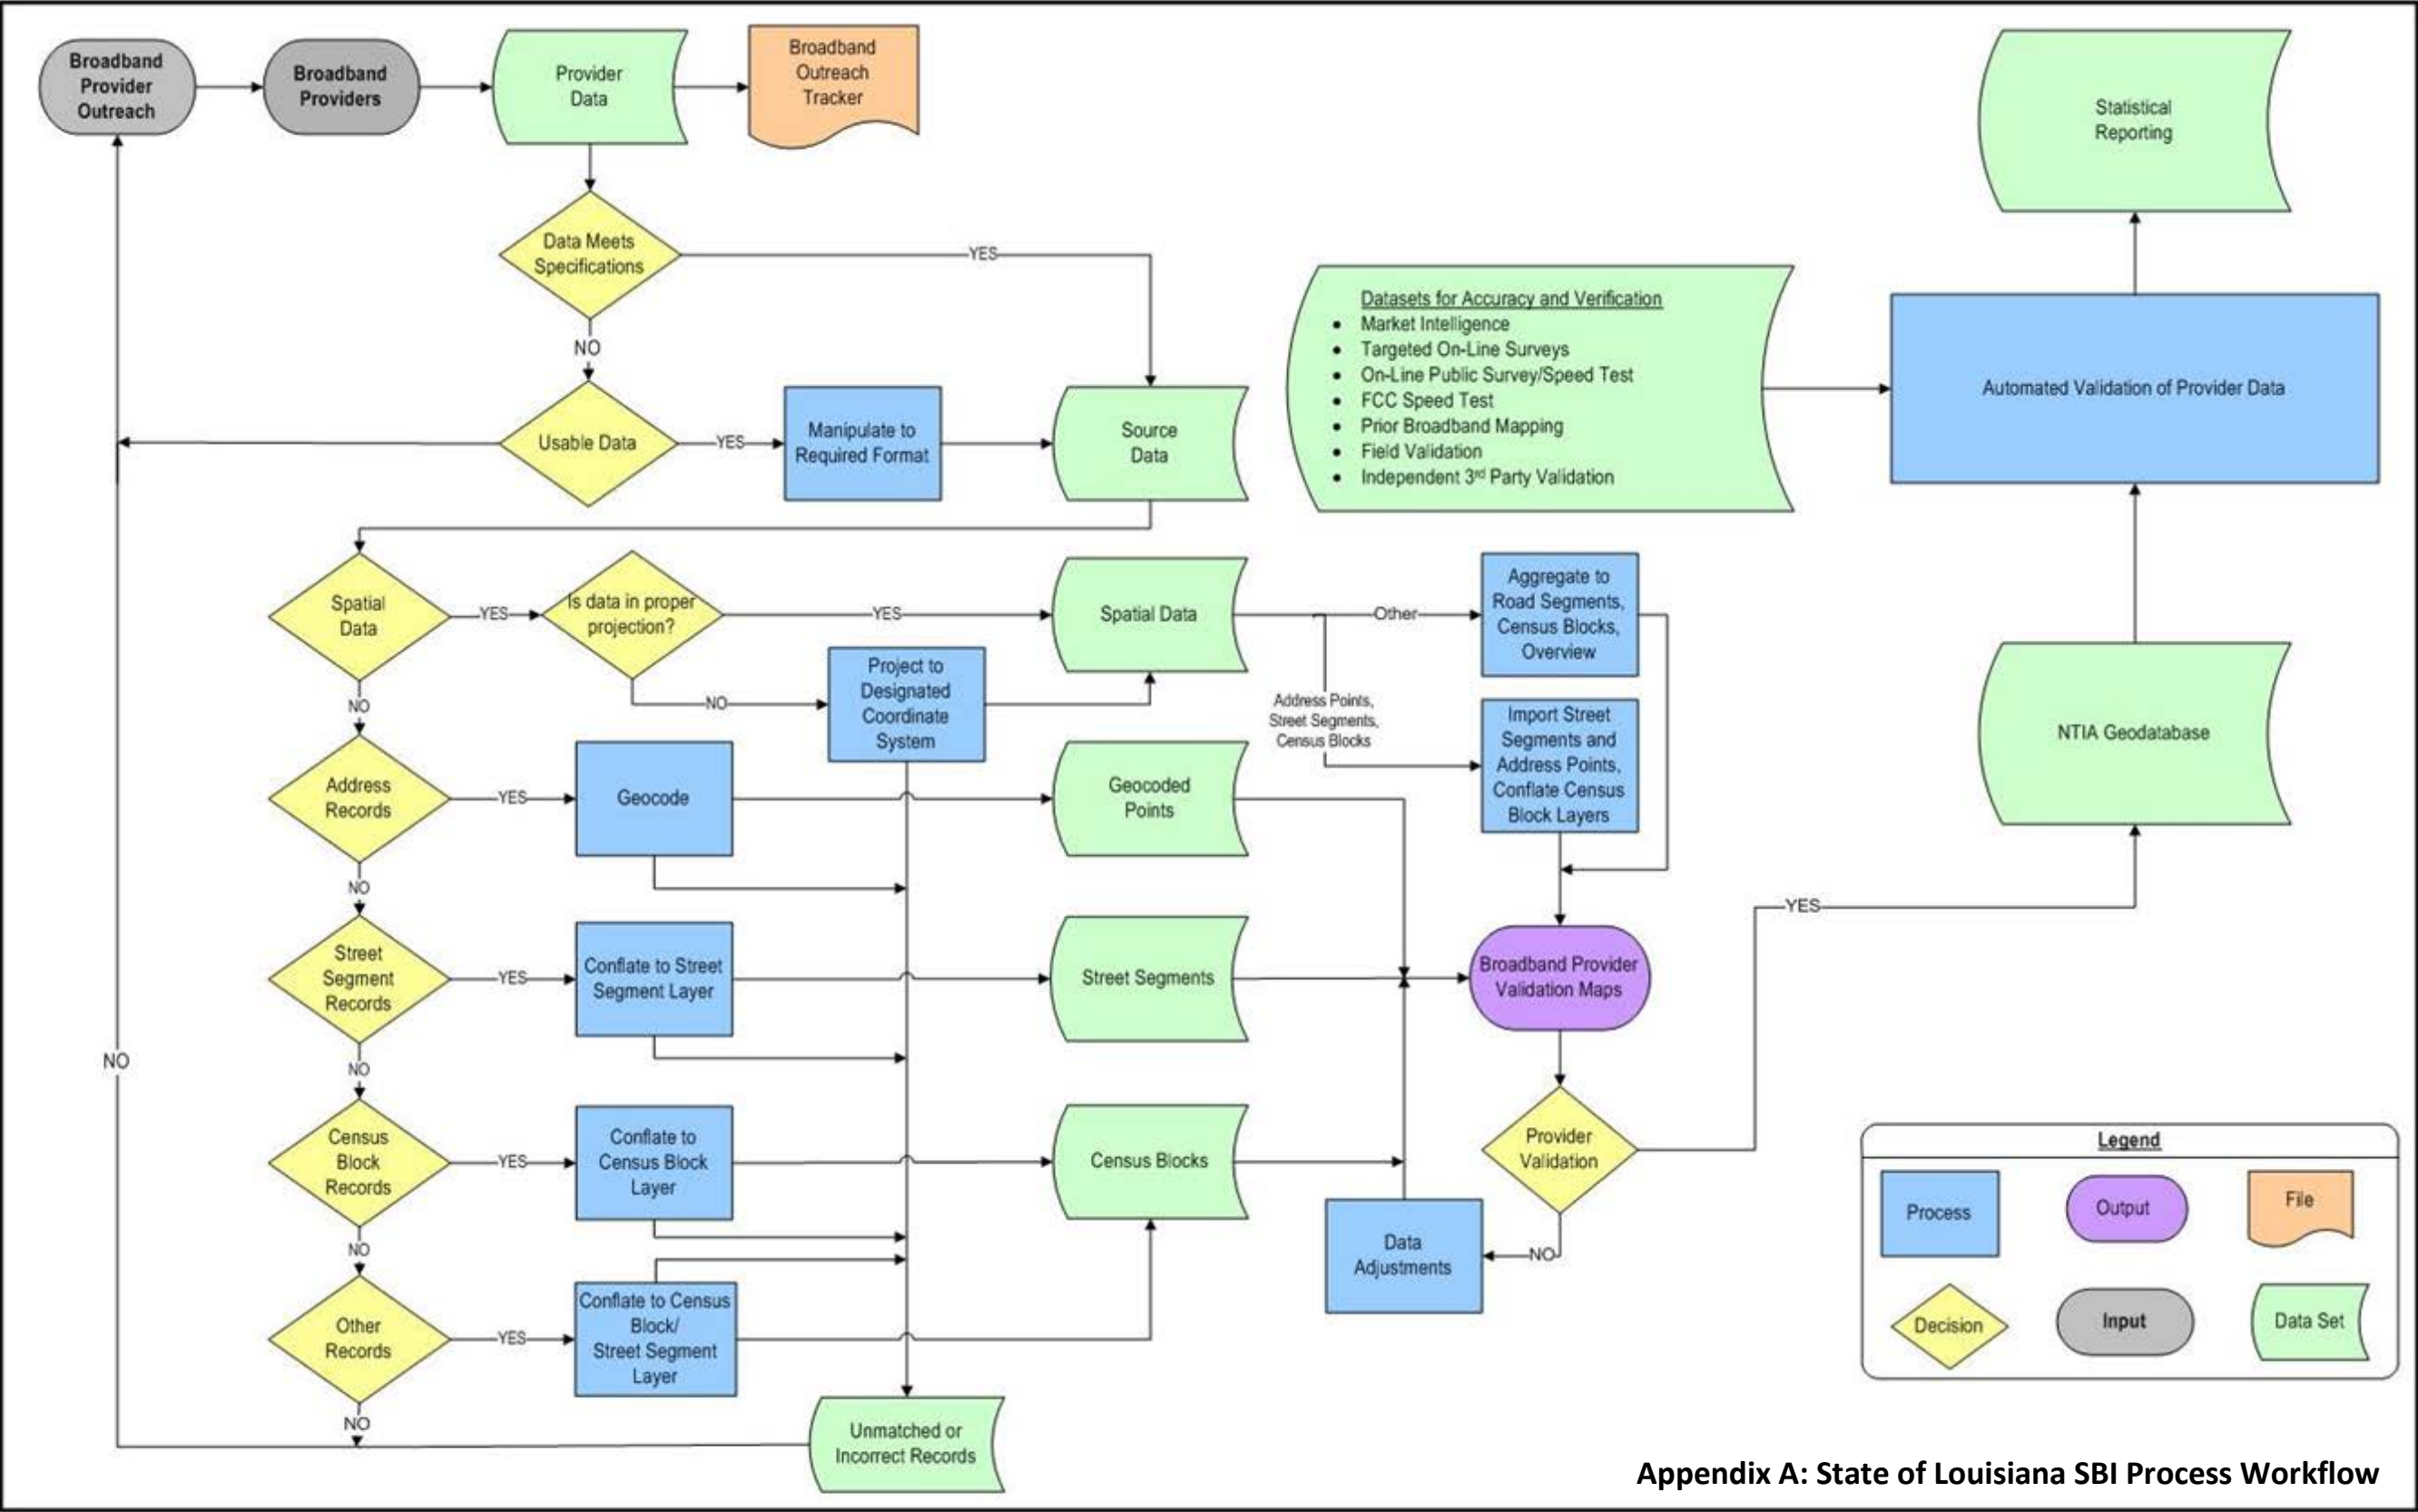 Broadband
Provider
Outreach
Broadband
Providers
Provider
Data
Broadband
Outreach
Tracker
Statistical
Reporting
Data Meets
Specifications
YES
NO
Usable Data
YES
Manipulate to
Required Format
Source
Data
Datasets for Accuracy and Verification
• Market Intelligence
• Targeted On-Line Surveys
• On-Line Public Survey/Speed Test
• FCC Speed Test
• Prior Broadband Mapping
• Field Validation
• Independent 3rd Party Validation
Automated Validation of Provider Data
Spatial
Data
YES
Is data in proper
projection?
YES
NO
Project to
Designated
Coordinate
System
Spatial Data
Other
Aggregate to
Road Segments,
Census Blocks,
Overview
Address Points,
Street Segments,
Census Blocks
Import Street
Segments and
Address Points,
Conflate Census
Block Layers
NTIA Geodatabase
NO
Address
Records
YES
Geocode
Geocoded
Points
NO
Street
Segment
Records
YES
Conflate to Street
Segment Layer
Street Segments
Broadband Provider
Validation Maps
YES
NO
NO
Census
Block
Records
YES
Conflate to
Census Block
Layer
Census Blocks
Provider
Validation
NO
Data
Adjustments
NO
Other
Records
YES
Conflate to Census
Block/
Street Segment
Layer
NO
Unmatched or
Incorrect Records
Legend
Process
Output
File
Decision
Input
Data Set
Appendix A: State of Louisiana SBI Process Workflow